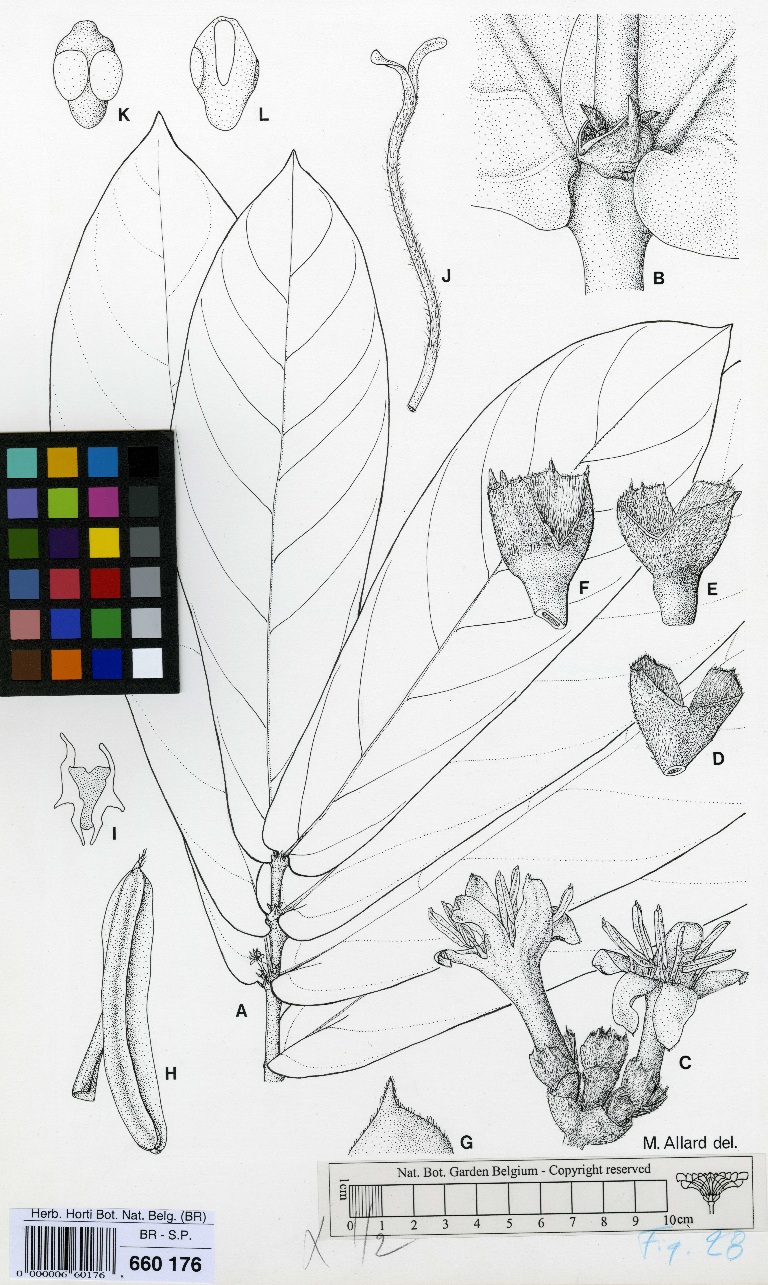 K
L
J
B
F
E
D
I
A
H
C
G
M. Allard del.
Nat. Bot. Garden Belgium - Copyright reserved
1cm
0 1 2 3 4 5 6 7 8 9 10cm
X 1/2
Fig. 28
Herb. Horti Bot. Nat. Belg. (BR)
BR - S.P.
660 176
0 000006 60176